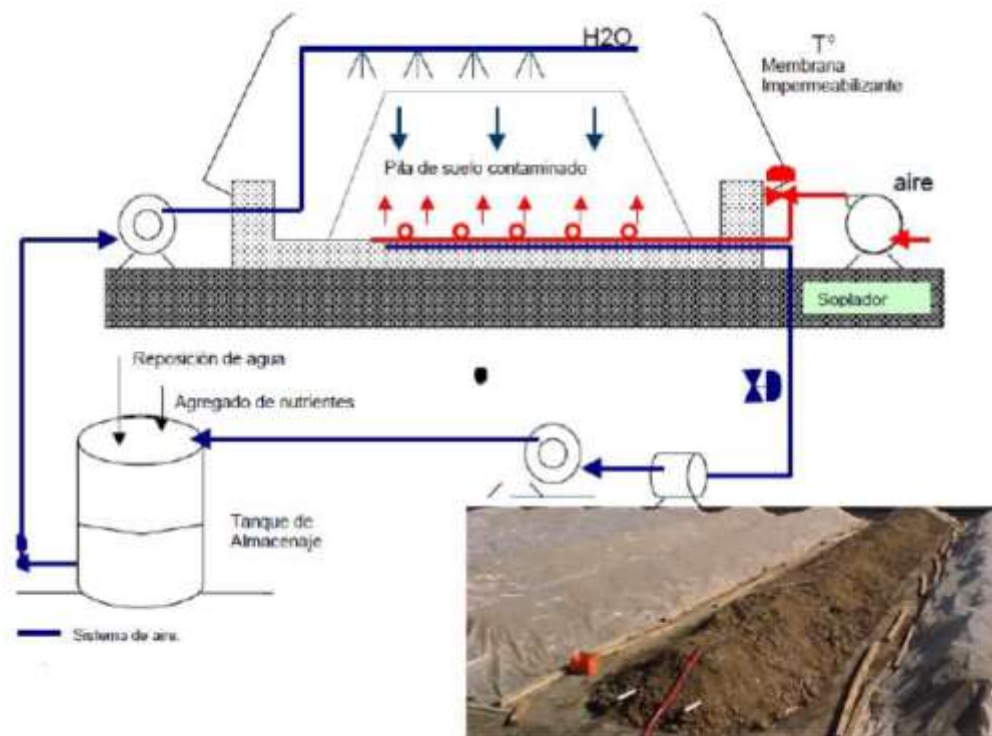 H2O
T°
Membrana
Impermeabilizante
Pila de suelo contaminado
aire
Soplador
Reposición de agua
Agregado de nutrientes
Tanque de
Almacenaje
Sistema de aire.